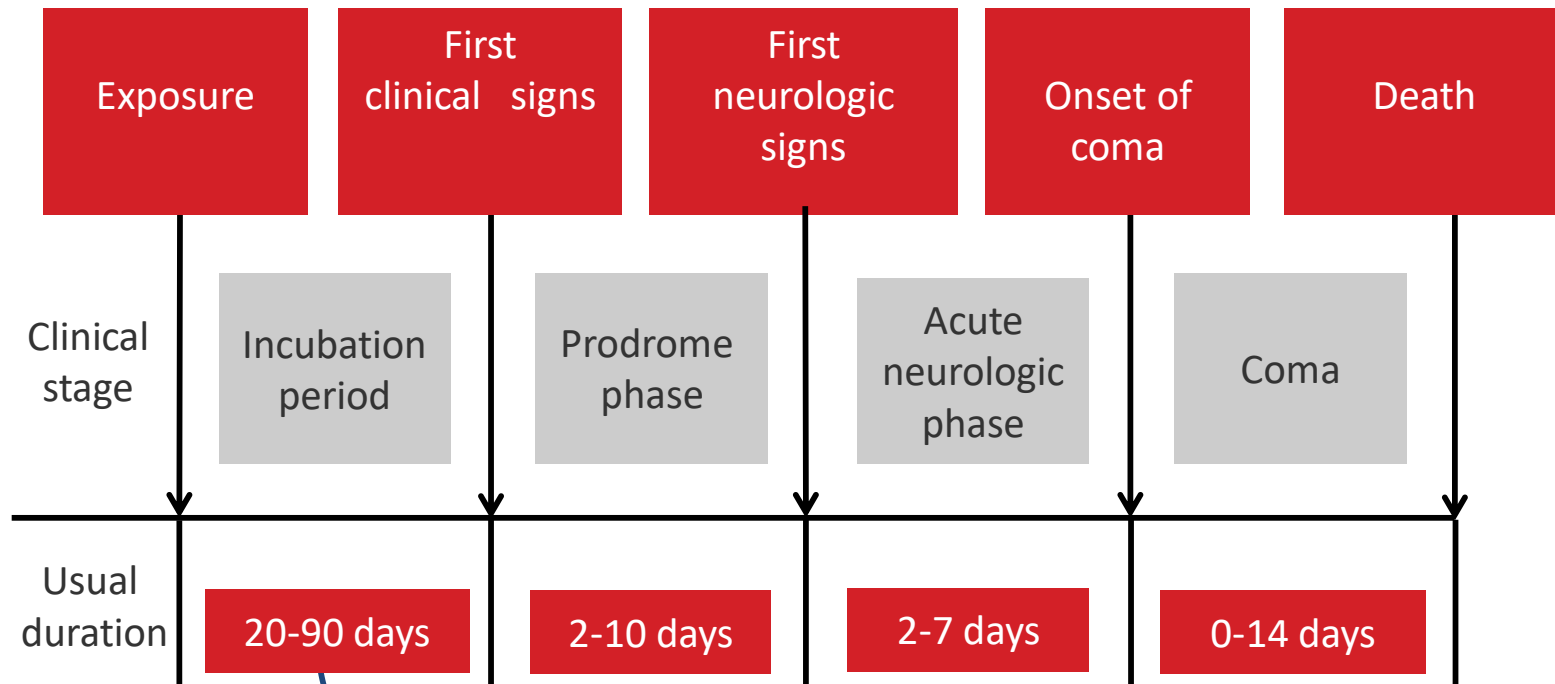 Exposure
First
clinical signs
First
neurologic
signs
Onset of
coma
Death
Clinical
stage
Incubation
period
Prodrome
phase
Acute
neurologic
phase
Coma
Usual
duration
20-90 days
2-10 days
2-7 days
0-14 days